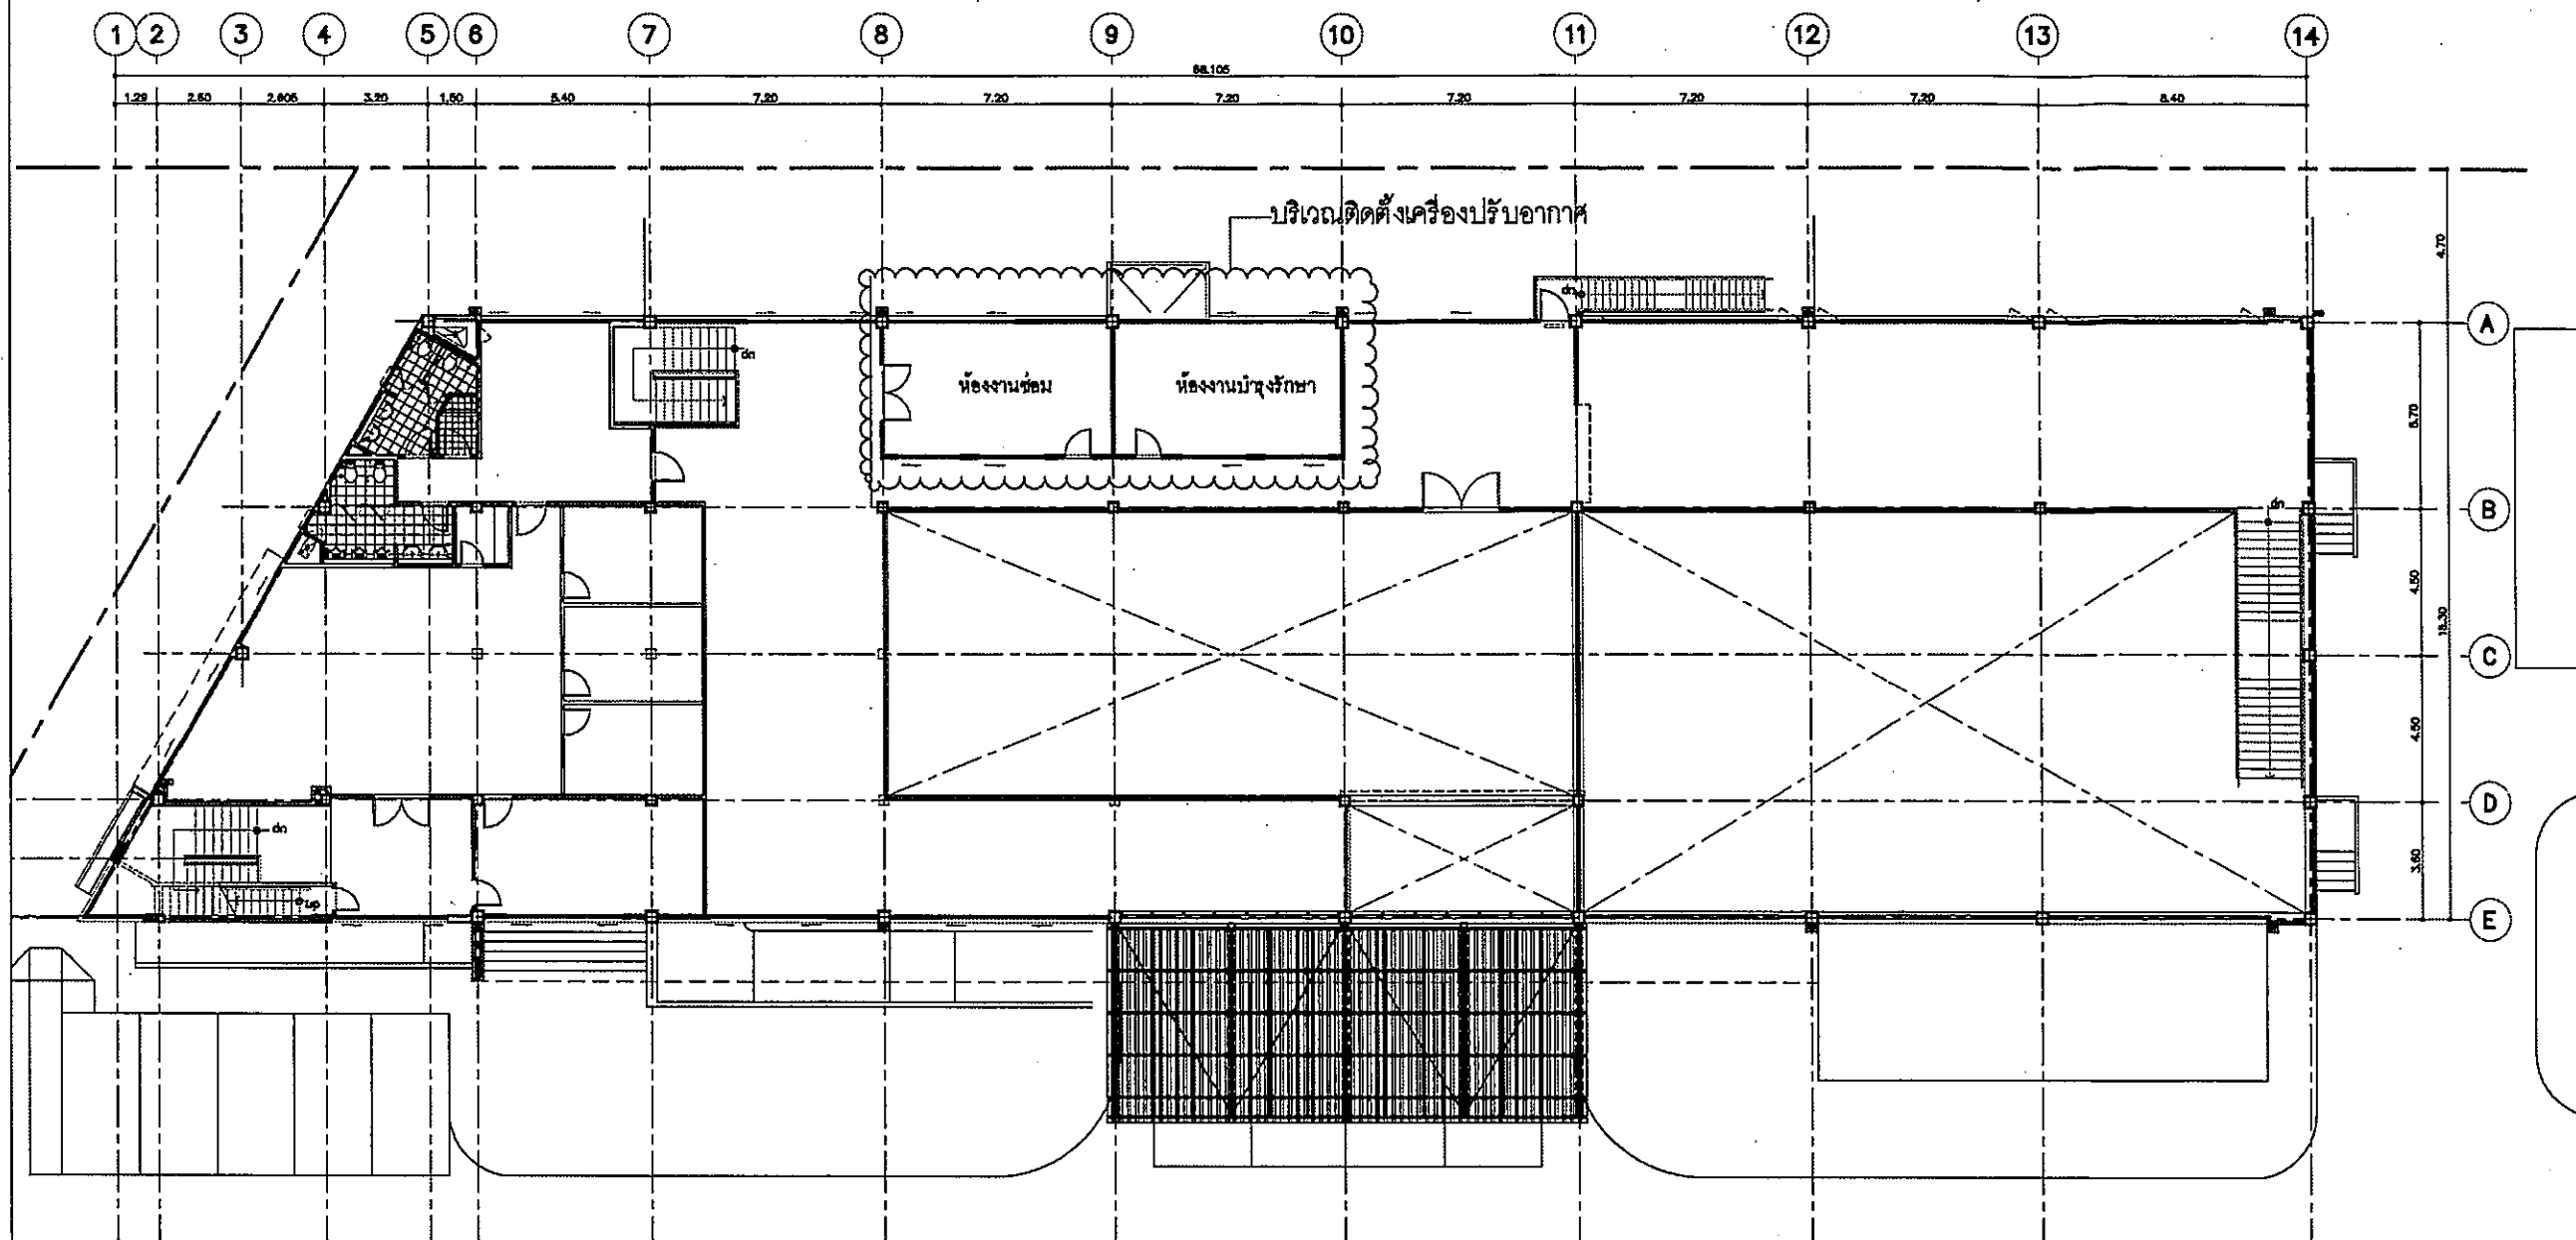 1 2 3 4 5 6 7 8 9 10 11 12 13 14
68.105
1.29 2.60 2.605 3.20 1.50 5.40 7.20 7.20 7.20 7.20 7.20 7.20 8.40
บริเวณติดตั้งเครื่องปรับอากาศ
4.70
dn
A
dn
ห้องงานซ่อม ห้องงานบำรุงรักษา
5.70
dn
B
4.50
18.30
C
4.50
D
dn
3.60
up
E